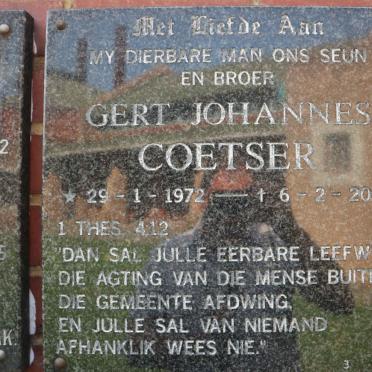 Met Liefde Aan
MY DIERBARE MAN ONS SEUN
EN BROER
GERT JOHANNES
COETSER
★ 29 - 1 - 1972 — † 6 - 2 - 20
1 THES. 4:12
"DAN SAL JULLE EERBARE LEEFW
DIE AGTING VAN DIE MENSE BUIT
DIE GEMEENTE AFDWING,
EN JULLE SAL VAN NIEMAND
AFHANKLIK WEES NIE."
3